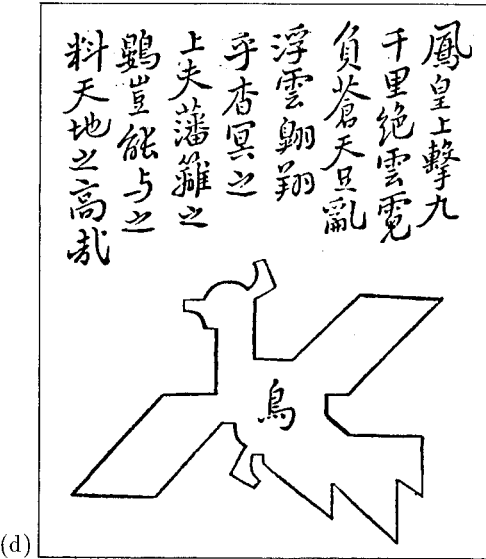 鳳皇上擊九
千里絕雲霓
負蒼天足亂
浮雲翺翔
乎杳冥之
上夫藩籬之
鷃豈能与之
料天地之高哉
鳥
(d)